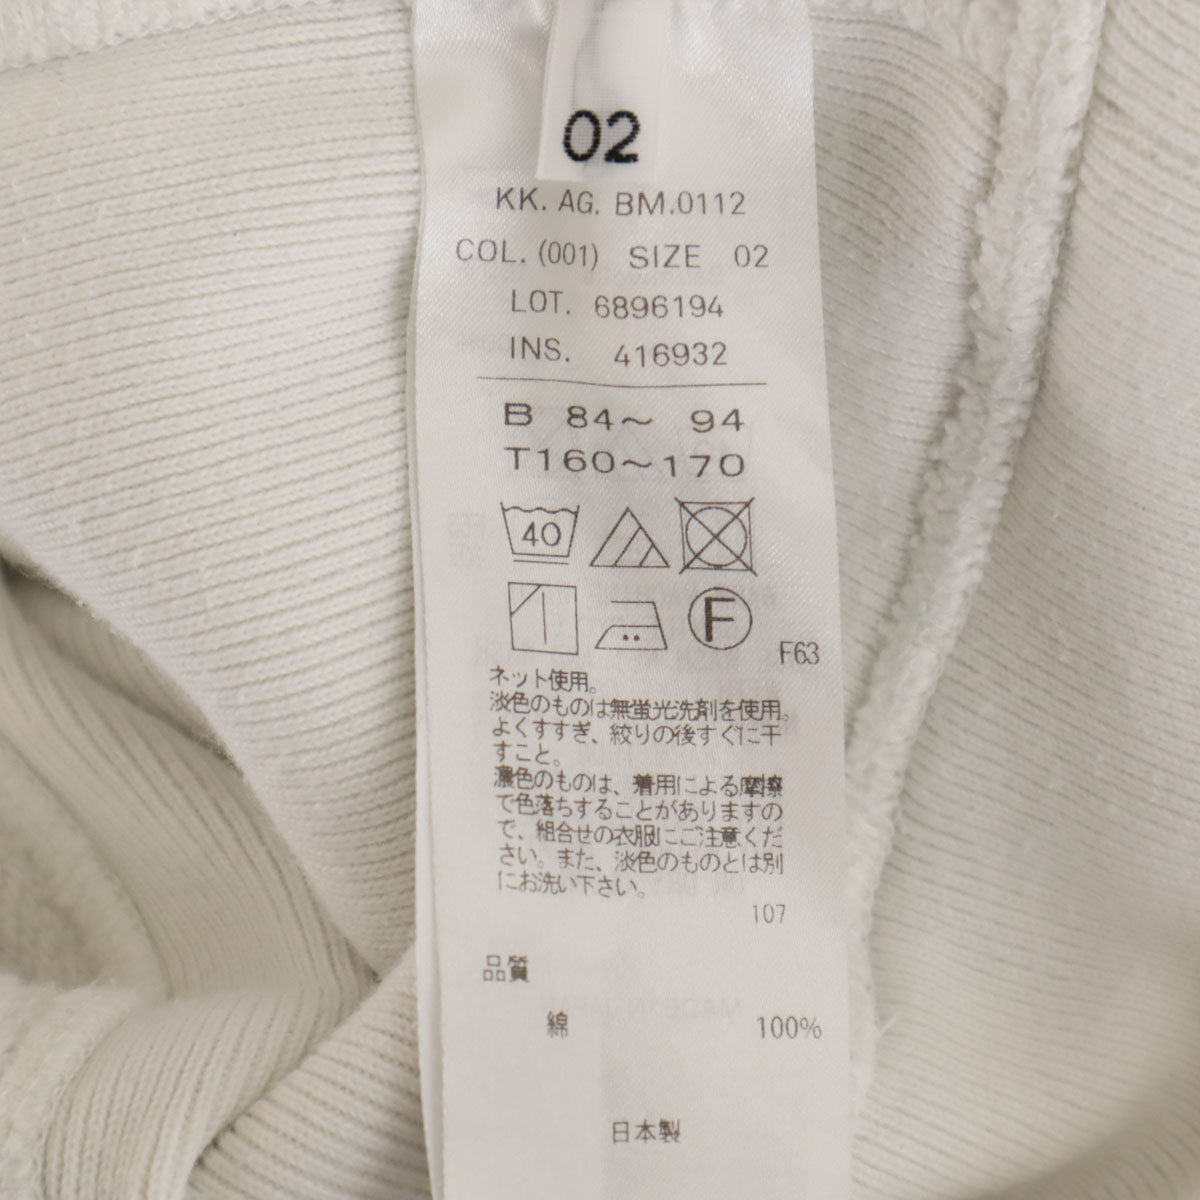 02
KK. AG. BM.0112
COL. (001) SIZE 02
LOT. 6896194
INS. 416932
B 84～ 94
T160～170
40
F
F63
ネット使用。
淡色のものは無蛍光洗剤を使用。
よくすすぎ、絞りの後すぐに干
すこと。
濃色のものは、着用による摩擦
で色落ちすることがありますの
で、組合せの衣服にご注意くだ
さい。また、淡色のものとは別
にお洗い下さい。
107
品質
綿 100%
日本製